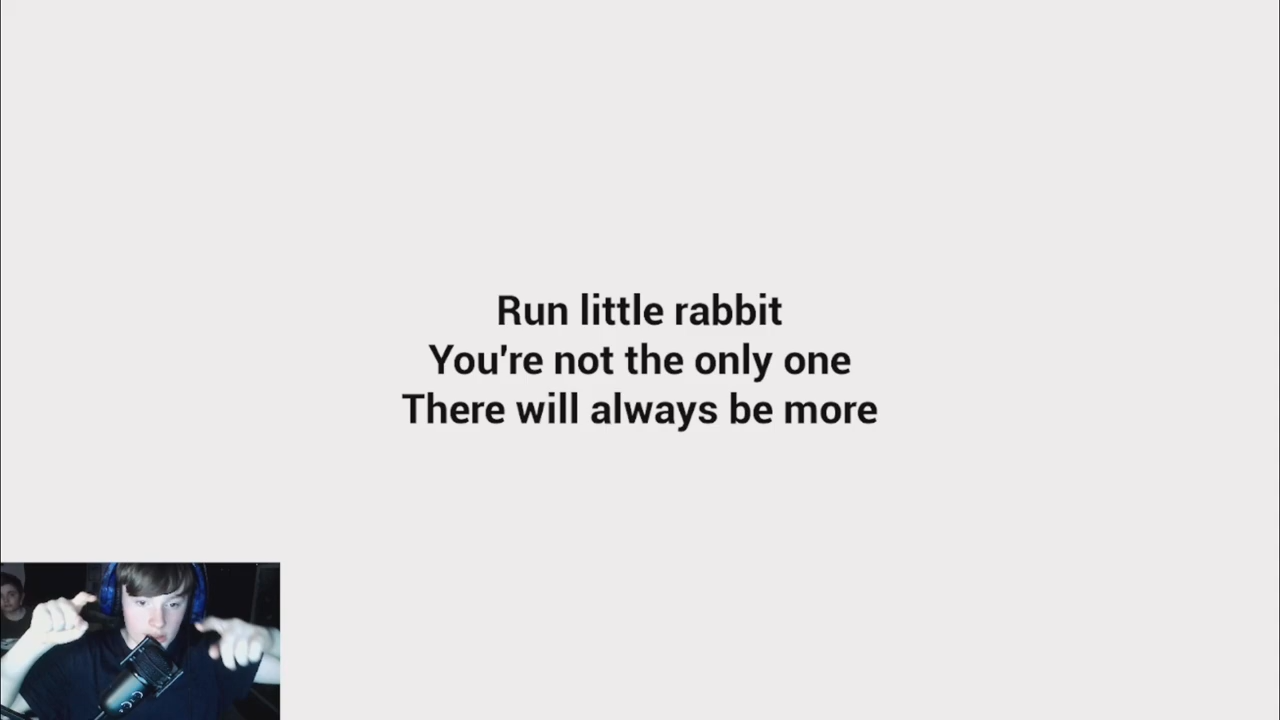 Run little rabbit
You're not the only one
There will always be more